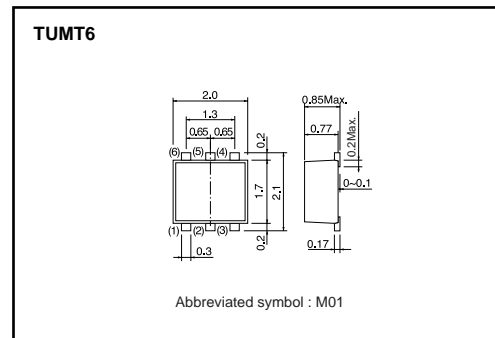 TUMT6
2.0
0.85Max.
1.3
0.77
0.65 0.65
0.2
0.2Max.
(6) (5) (4)
1.7
2.1
0~0.1
(1) (2) (3)
0.3
0.2
0.17
Abbreviated symbol : M01